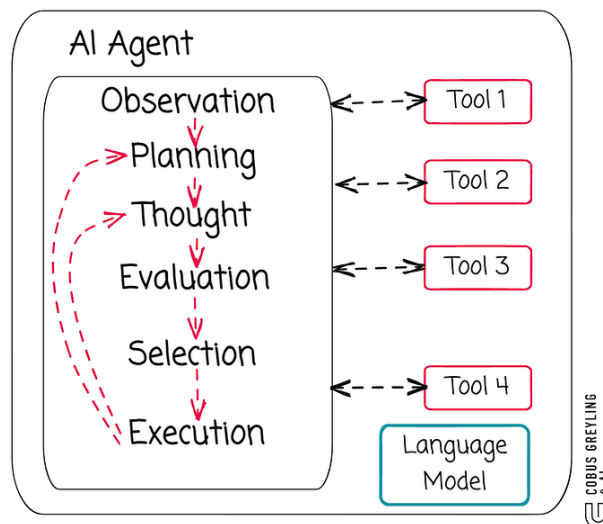 AI Agent
Observation
Planning
Thought
Evaluation
Selection
Execution
Tool 1
Tool 2
Tool 3
Tool 4
Language
Model
COBUS GREYLING